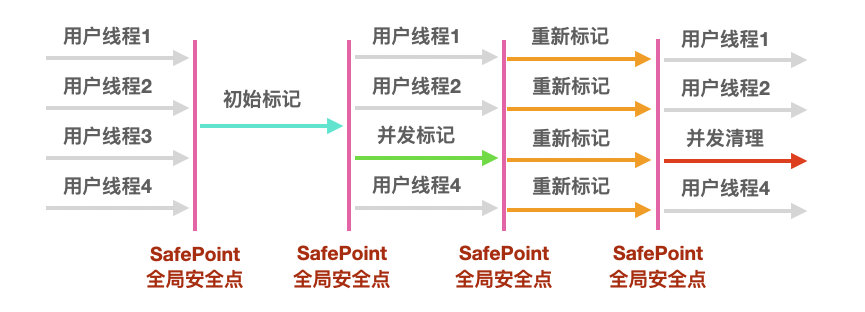 用户线程1
用户线程2
用户线程3
用户线程4
初始标记
用户线程1
用户线程2
并发标记
用户线程4
重新标记
重新标记
重新标记
重新标记
用户线程1
用户线程2
并发清理
用户线程4
SafePoint
全局安全点
SafePoint
全局安全点
SafePoint
全局安全点
SafePoint
全局安全点